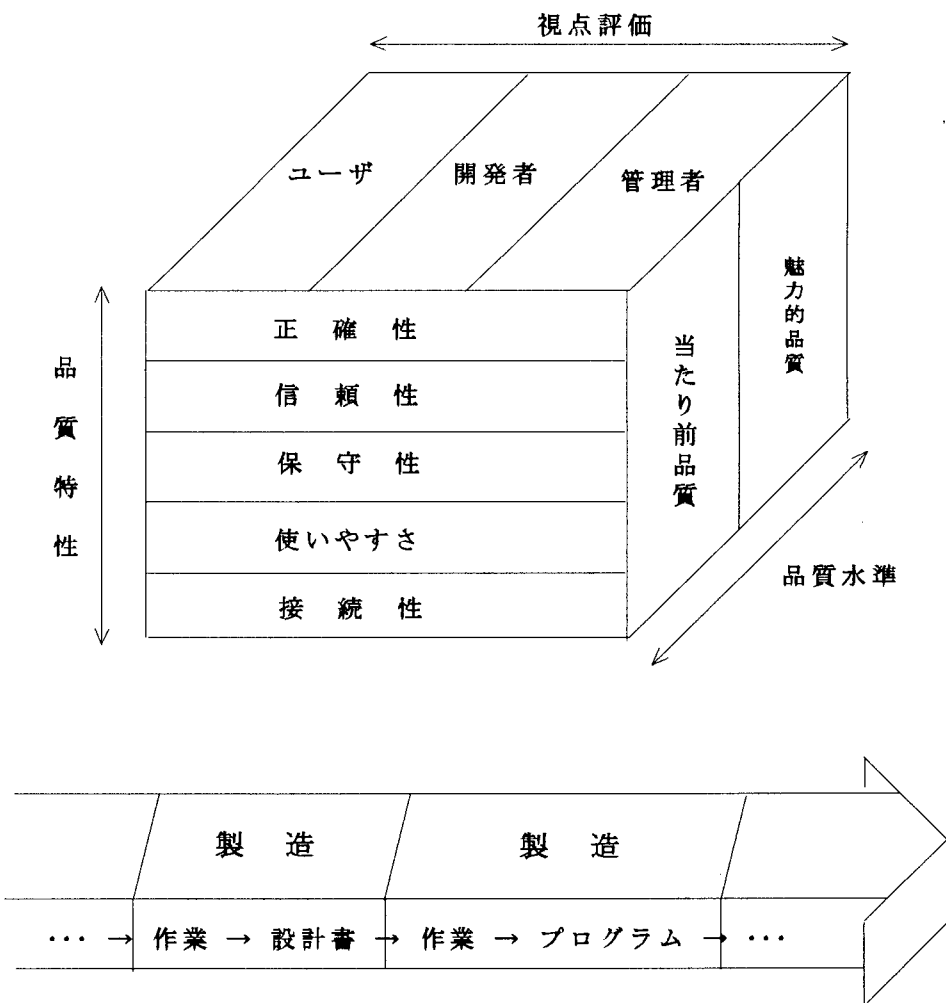 視点評価
ユーザ
開発者
管理者
魅力的品質
当たり前品質
品質特性
正確性
信頼性
保守性
使いやすさ
接続性
品質水準
製造
製造
… → 作業 → 設計書 → 作業 → プログラム → …